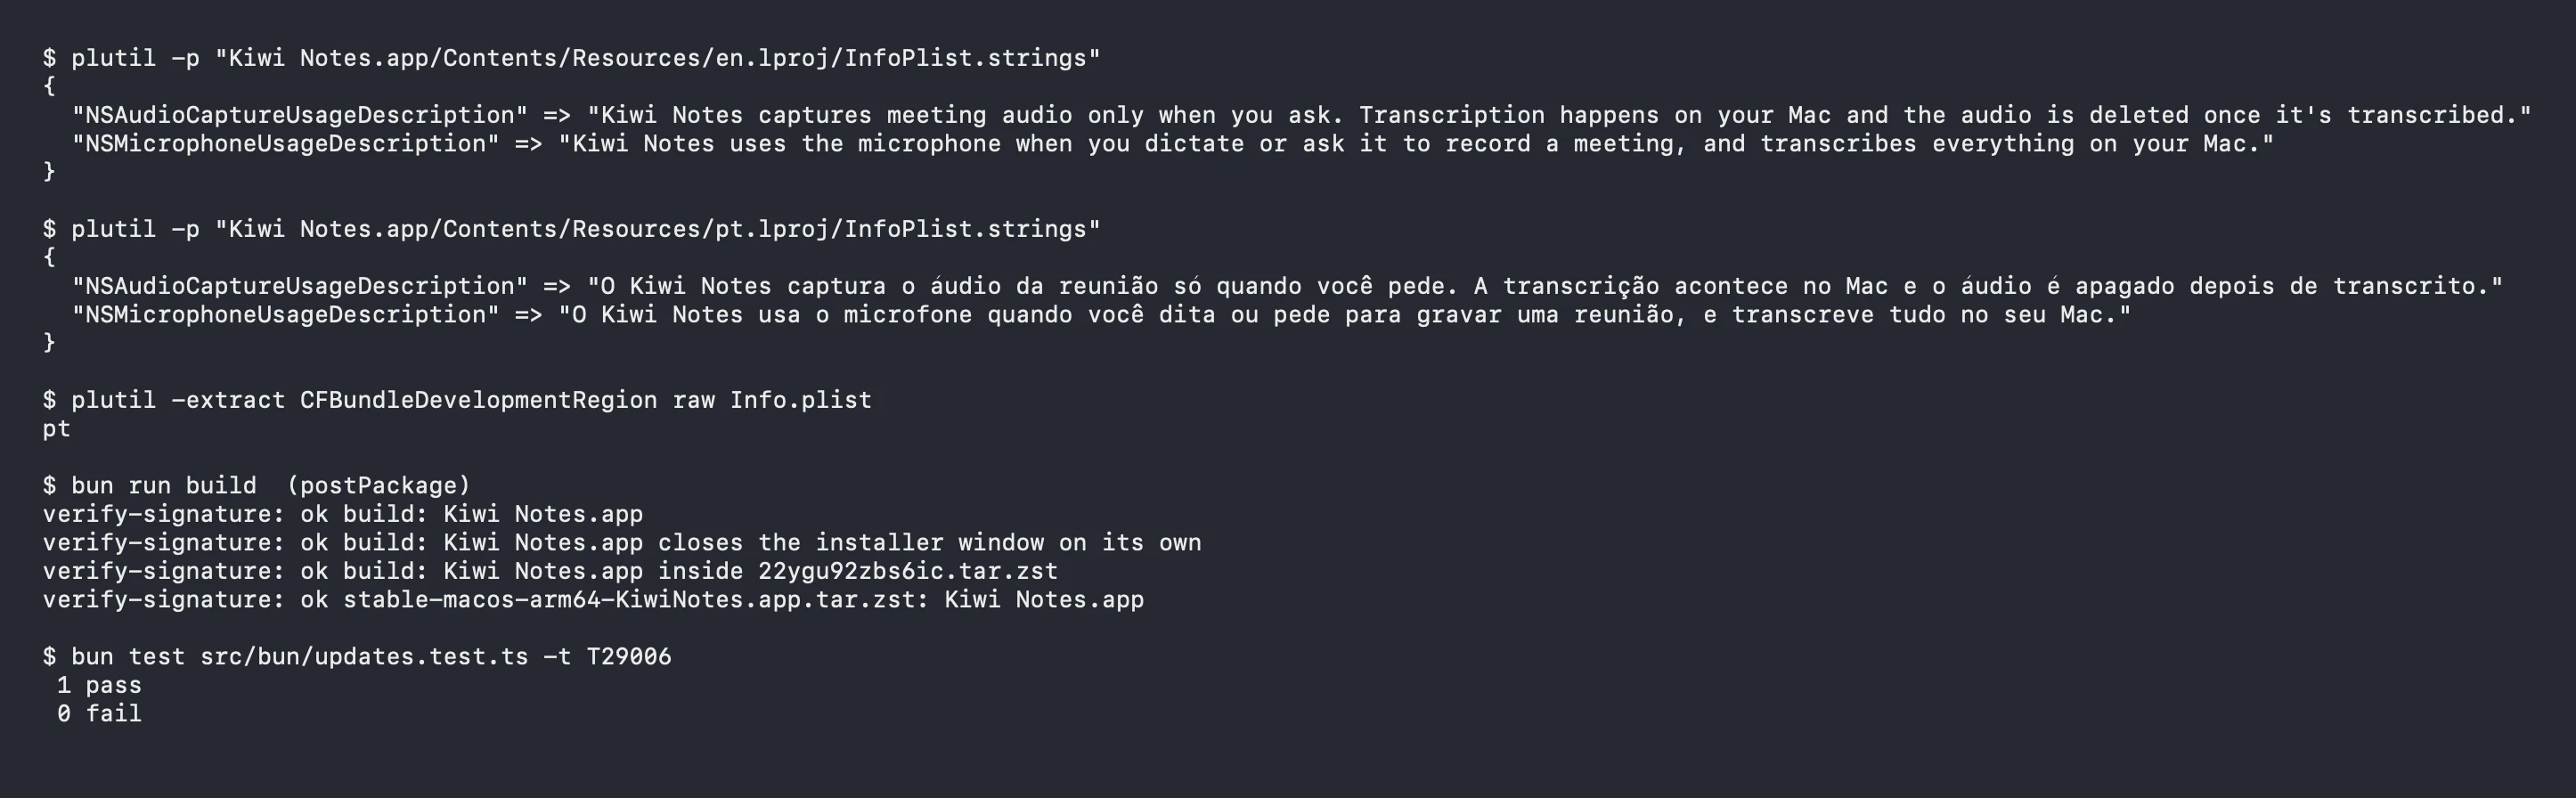 $ plutil -p "Kiwi Notes.app/Contents/Resources/en.lproj/InfoPlist.strings"
{
  "NSAudioCaptureUsageDescription" => "Kiwi Notes captures meeting audio only when you ask. Transcription happens on your Mac and the audio is deleted once it's transcribed."
  "NSMicrophoneUsageDescription" => "Kiwi Notes uses the microphone when you dictate or ask it to record a meeting, and transcribes everything on your Mac."
}

$ plutil -p "Kiwi Notes.app/Contents/Resources/pt.lproj/InfoPlist.strings"
{
  "NSAudioCaptureUsageDescription" => "O Kiwi Notes captura o áudio da reunião só quando você pede. A transcrição acontece no Mac e o áudio é apagado depois de transcrito."
  "NSMicrophoneUsageDescription" => "O Kiwi Notes usa o microfone quando você dita ou pede para gravar uma reunião, e transcreve tudo no seu Mac."
}

$ plutil -extract CFBundleDevelopmentRegion raw Info.plist
pt

$ bun run build  (postPackage)
verify-signature: ok build: Kiwi Notes.app
verify-signature: ok build: Kiwi Notes.app closes the installer window on its own
verify-signature: ok build: Kiwi Notes.app inside 22ygu92zbs6ic.tar.zst
verify-signature: ok stable-macos-arm64-KiwiNotes.app.tar.zst: Kiwi Notes.app

$ bun test src/bun/updates.test.ts -t T29006
 1 pass
 0 fail